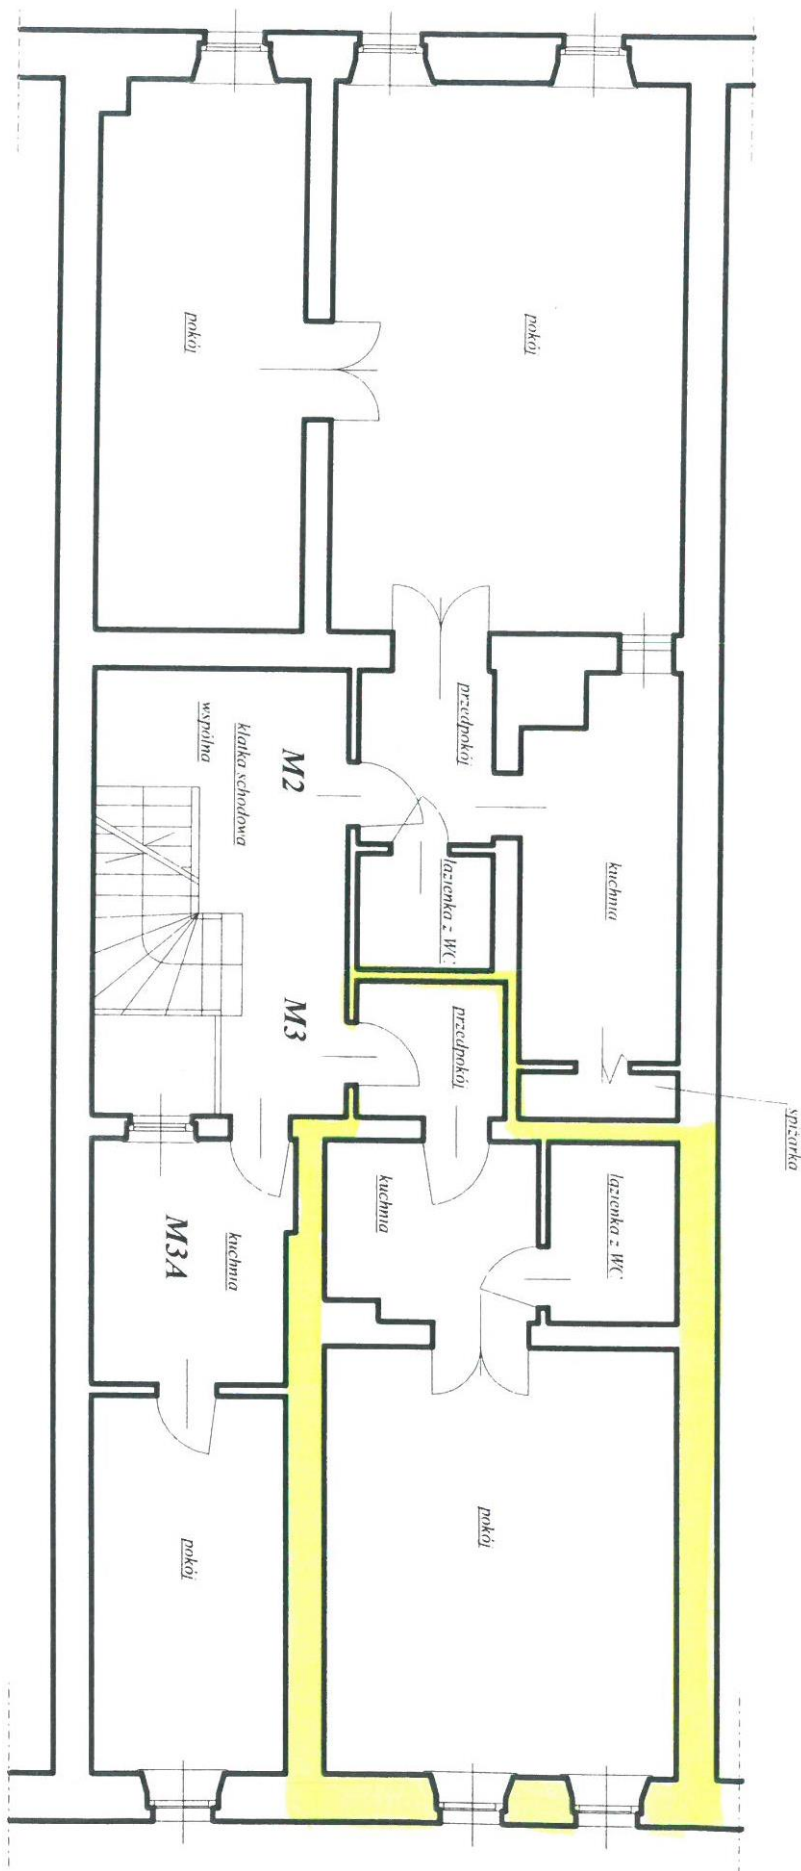 pokój
pokój
przedpokój
klatka schodowa
wspólna
M2
kuchnia
łazienka z WC
M3
przedpokój
spiżarka
kuchnia
łazienka z WC
kuchnia
M3A
pokój
pokój